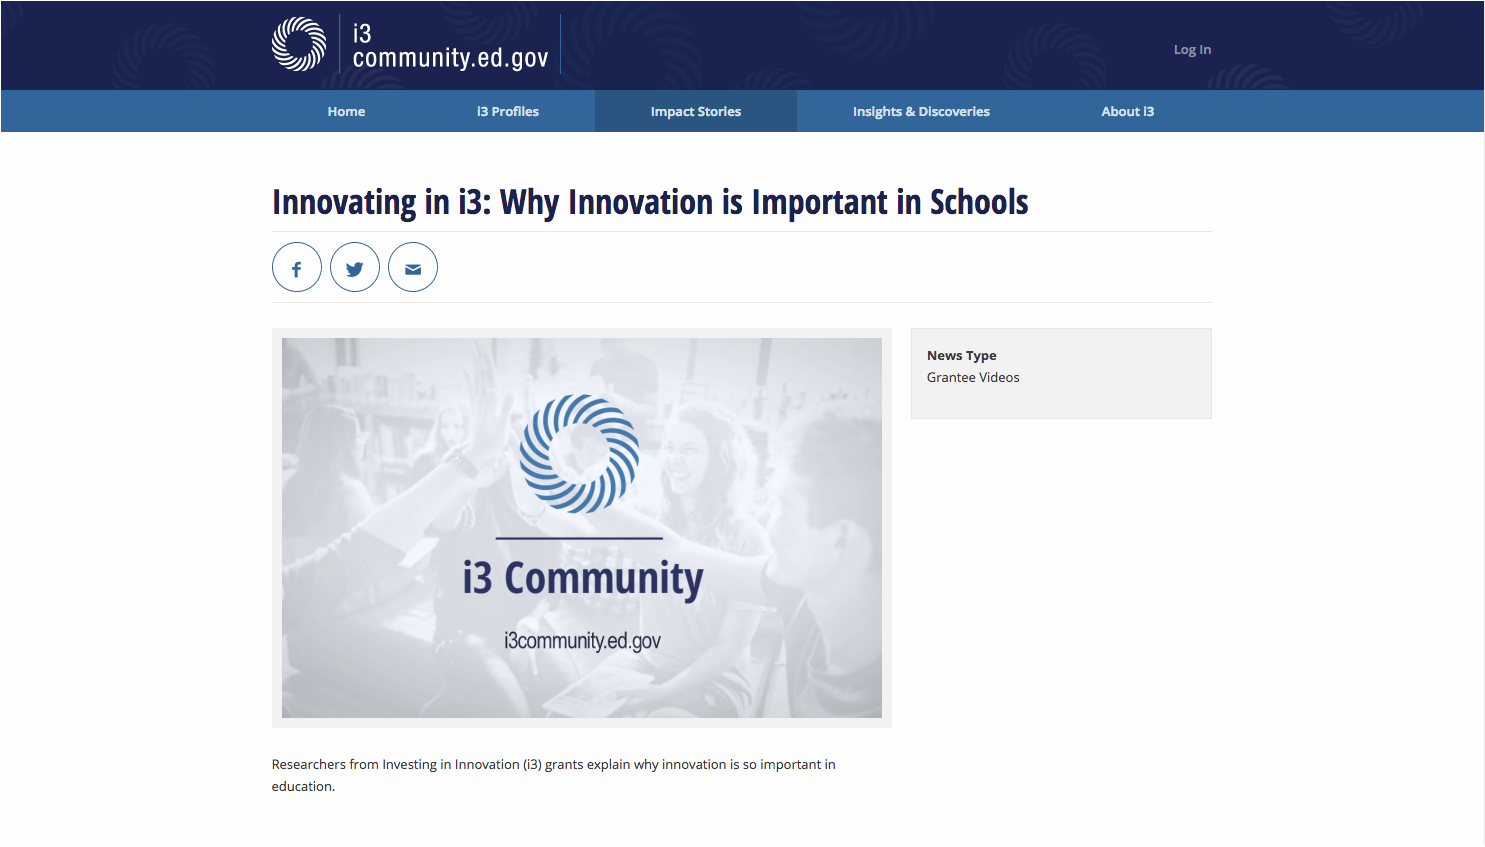 i3
community.ed.gov
Log In
Home
i3 Profiles
Impact Stories
Insights & Discoveries
About i3
Innovating in i3: Why Innovation is Important in Schools
News Type
Grantee Videos
i3 Community
i3community.ed.gov
Researchers from Investing in Innovation (i3) grants explain why innovation is so important in
education.